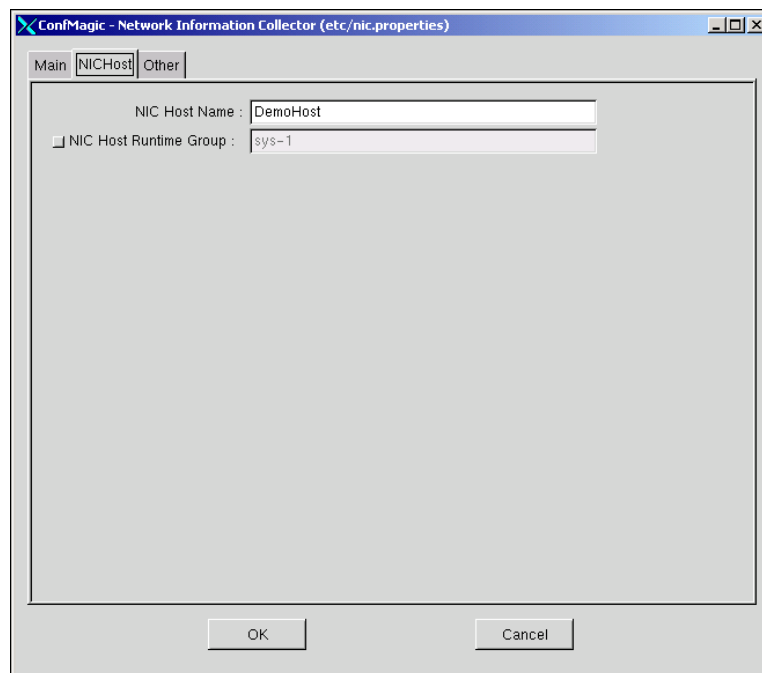 ConfMagic - Network Information Collector (etc/nic.properties)
Main NICHost Other
NIC Host Name : DemoHost
NIC Host Runtime Group : sys-1
OK Cancel